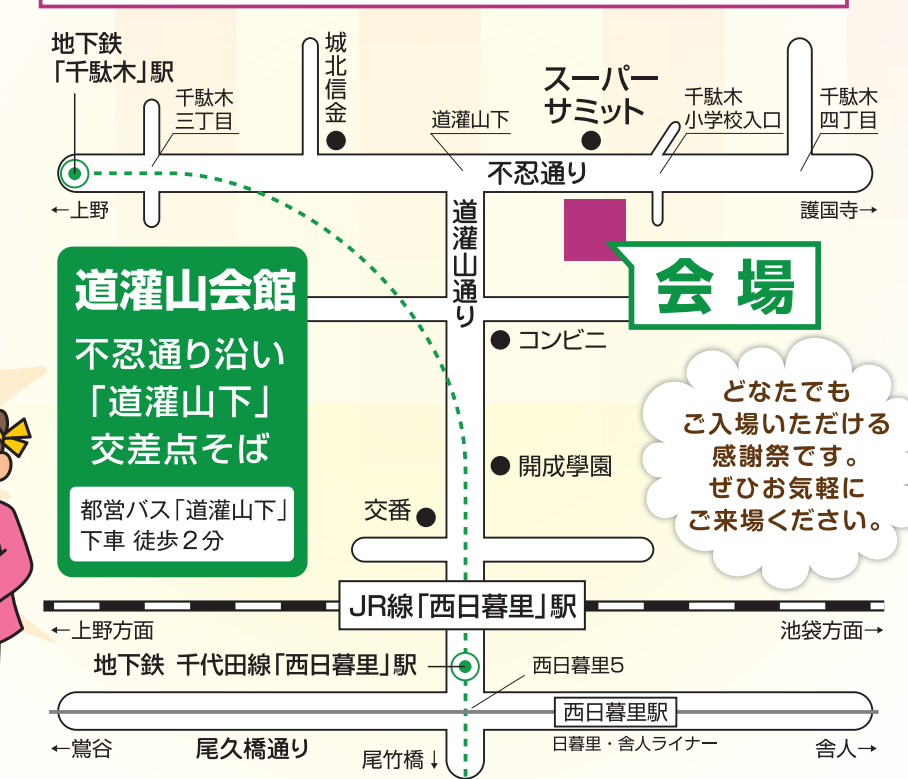 地下鉄
「千駄木」駅
千駄木
三丁目
城北信金
道灌山下
スーパー
サミット
千駄木
小学校入口
千駄木
四丁目
不忍通り
←上野
護国寺→
道灌山通り
会場
道灌山会館
不忍通り沿い
「道灌山下」
交差点そば
都営バス「道灌山下」
下車 徒歩2分
コンビニ
開成學園
交番
どなたでも
ご入場いただける
感謝祭です。
ぜひお気軽に
ご来場ください。
JR線「西日暮里」駅
←上野方面
池袋方面→
地下鉄 千代田線「西日暮里」駅
西日暮里5
西日暮里駅
日暮里・舎人ライナー
←鶯谷
尾久橋通り
尾竹橋↓
舎人→